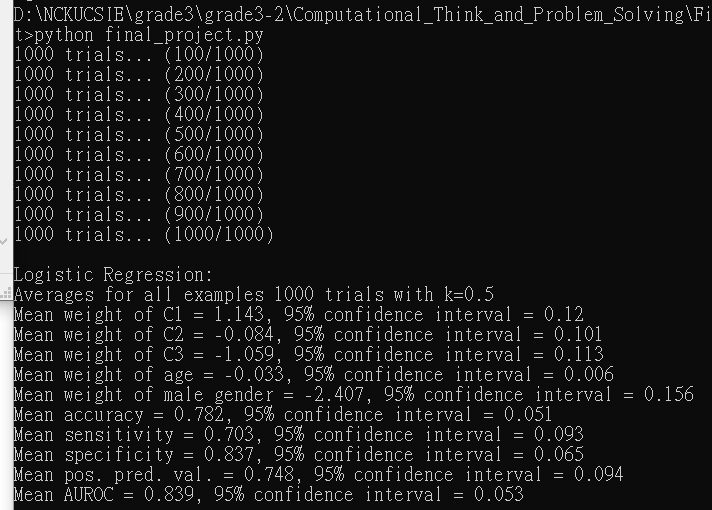 D:\NCKUCSIE\grade3\grade3-2\Computational_Think_and_Problem_Solving\Fi
t>python final_project.py
1000 trials... (100/1000)
1000 trials... (200/1000)
1000 trials... (300/1000)
1000 trials... (400/1000)
1000 trials... (500/1000)
1000 trials... (600/1000)
1000 trials... (700/1000)
1000 trials... (800/1000)
1000 trials... (900/1000)
1000 trials... (1000/1000)
Logistic Regression:
Averages for all examples 1000 trials with k=0.5
Mean weight of C1 = 1.143, 95% confidence interval = 0.12
Mean weight of C2 = -0.084, 95% confidence interval = 0.101
Mean weight of C3 = -1.059, 95% confidence interval = 0.113
Mean weight of age = -0.033, 95% confidence interval = 0.006
Mean weight of male gender = -2.407, 95% confidence interval = 0.156
Mean accuracy = 0.782, 95% confidence interval = 0.051
Mean sensitivity = 0.703, 95% confidence interval = 0.093
Mean specificity = 0.837, 95% confidence interval = 0.065
Mean pos. pred. val. = 0.748, 95% confidence interval = 0.094
Mean AUROC = 0.839, 95% confidence interval = 0.053